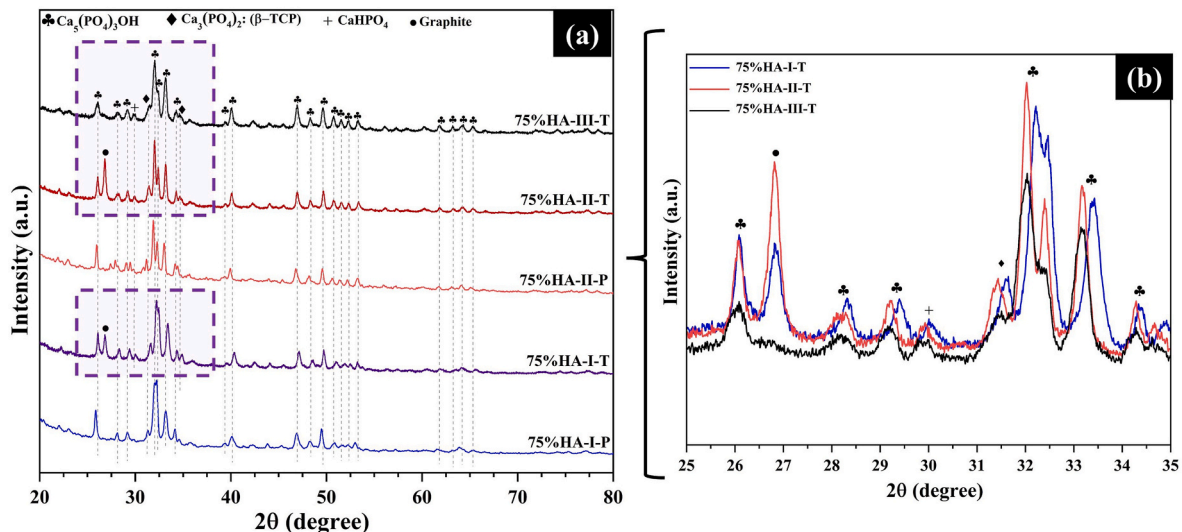 ♣Ca₅(PO₄)₃OH ♦ Ca₃(PO₄)₂: (β−TCP) + CaHPO₄ ● Graphite
(a)
75%HA-III-T
75%HA-II-T
75%HA-II-P
75%HA-I-T
75%HA-I-P
Intensity (a.u.)
20 30 40 50 60 70 80
2θ (degree)
(b)
75%HA-I-T
75%HA-II-T
75%HA-III-T
Intensity (a.u.)
25 26 27 28 29 30 31 32 33 34 35
2θ (degree)